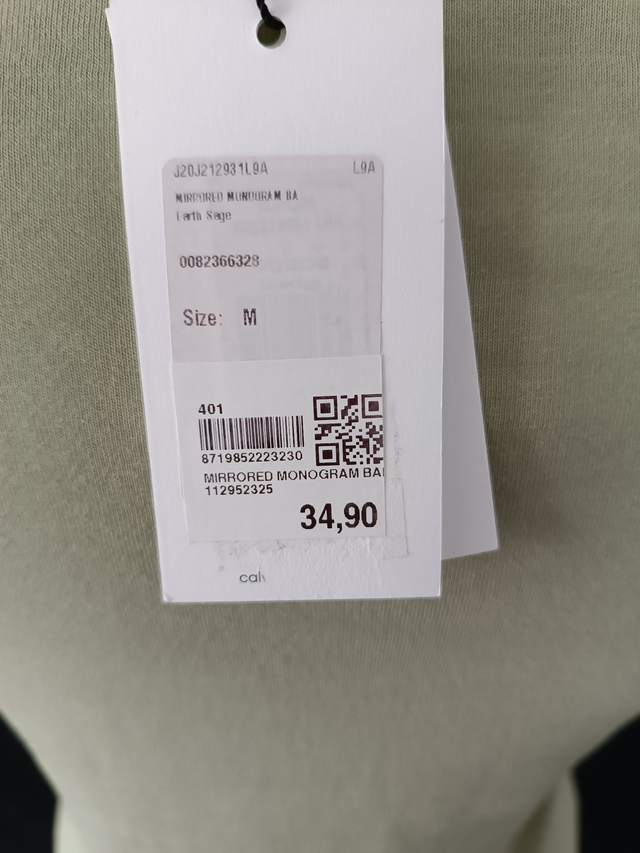 J20J212931L9A L9A
MIRRORED MONOGRAM BA
Earth Sage
0082366328
Size: M
401
8719852223230
MIRRORED MONOGRAM BA
112952325
34,90
cal